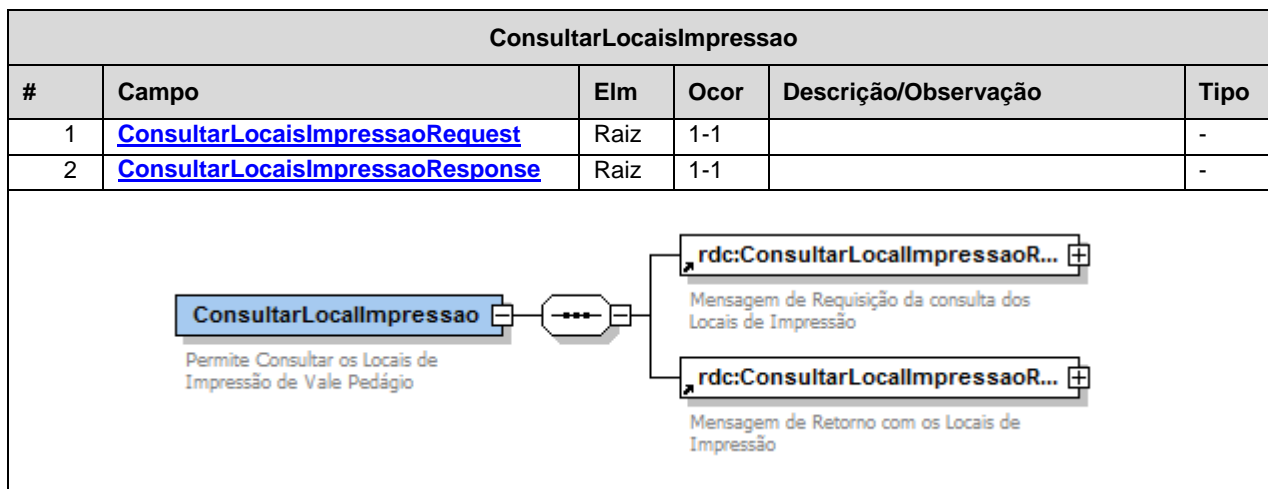 ConsultarLocaisImpressao
# Campo Elm Ocor Descrição/Observação Tipo
1 ConsultarLocaisImpressaoRequest Raiz 1-1 -
2 ConsultarLocaisImpressaoResponse Raiz 1-1 -
rdc:ConsultarLocalImpressaoR...
Mensagem de Requisição da consulta dos
Locais de Impressão
ConsultarLocalImpressao
Permite Consultar os Locais de
Impressão de Vale Pedágio
rdc:ConsultarLocalImpressaoR...
Mensagem de Retorno com os Locais de
Impressão